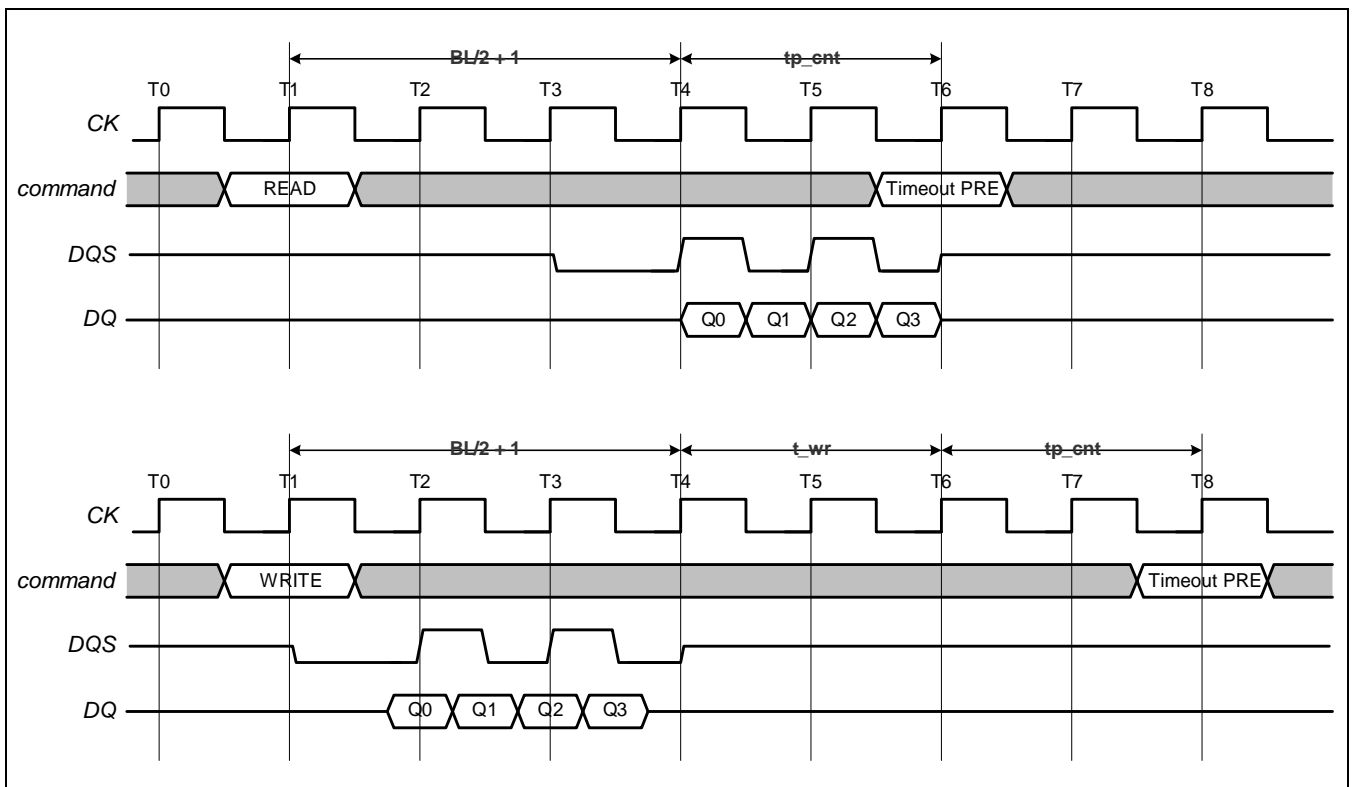 BL/2 + 1 tp_cnt
T0 T1 T2 T3 T4 T5 T6 T7 T8
CK
command READ Timeout PRE
DQS
DQ Q0 Q1 Q2 Q3
BL/2 + 1 t_wr tp_cnt
T0 T1 T2 T3 T4 T5 T6 T7 T8
CK
command WRITE Timeout PRE
DQS
DQ Q0 Q1 Q2 Q3